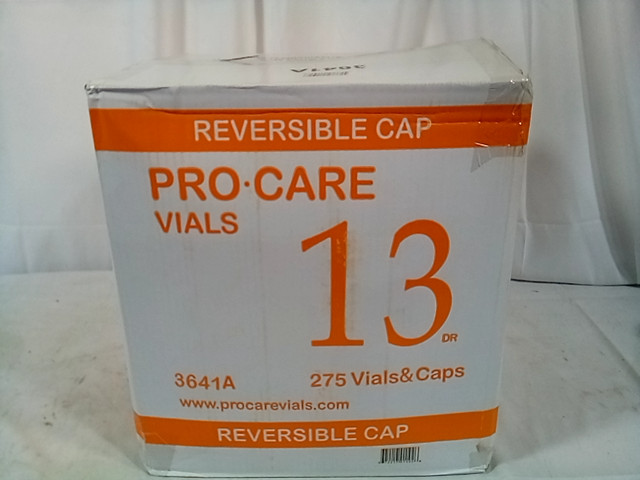 REVERSIBLE CAP
PRO·CARE
VIALS
13 DR
3641A
275 Vials&Caps
www.procarevials.com
REVERSIBLE CAP